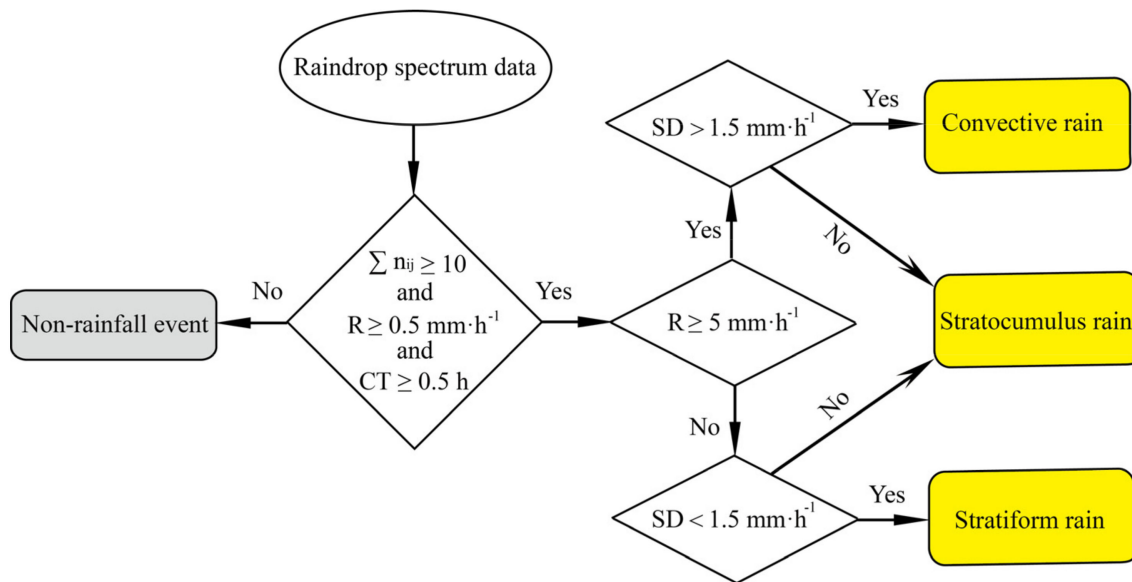 Raindrop spectrum data
∑ nij ≥ 10
and
R ≥ 0.5 mm·h-1
and
CT ≥ 0.5 h
No
Non-rainfall event
Yes
R ≥ 5 mm·h-1
Yes
SD > 1.5 mm·h-1
Yes
Convective rain
No
Stratocumulus rain
No
SD < 1.5 mm·h-1
No
Yes
Stratiform rain